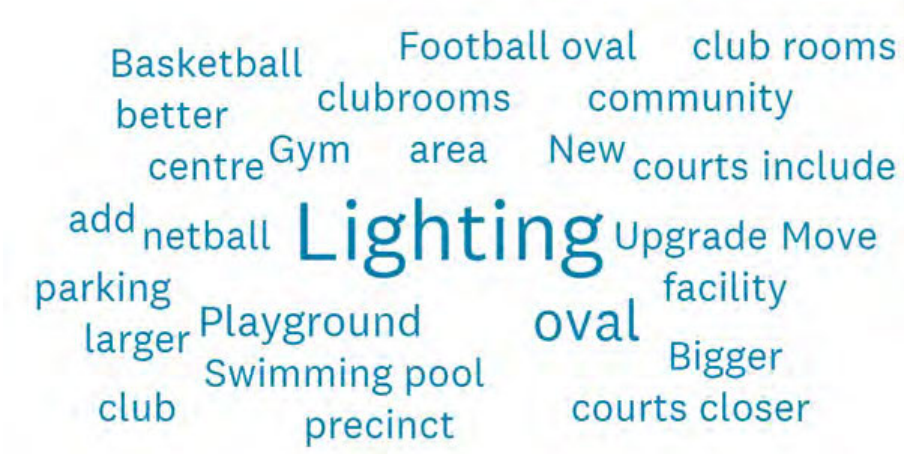 Basketball Football oval club rooms
better clubrooms community
centre Gym area New courts include
add netball Lighting Upgrade Move
parking facility
larger Playground oval
Swimming pool Bigger
club precinct courts closer